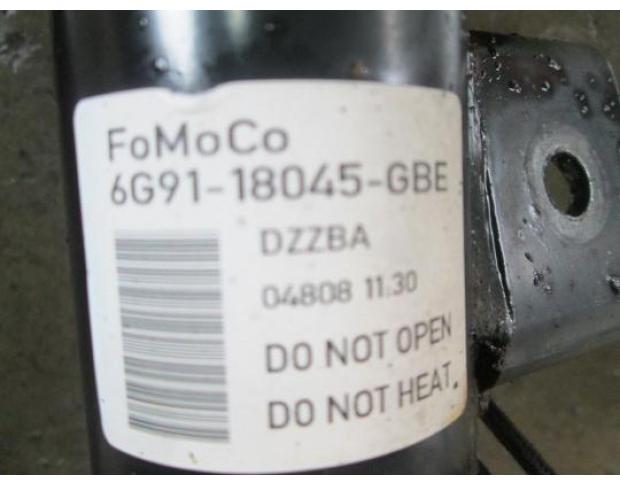 FoMoCo
6G91-18045-GBE
DZZBA
04808 11.30
DO NOT OPEN
DO NOT HEAT.